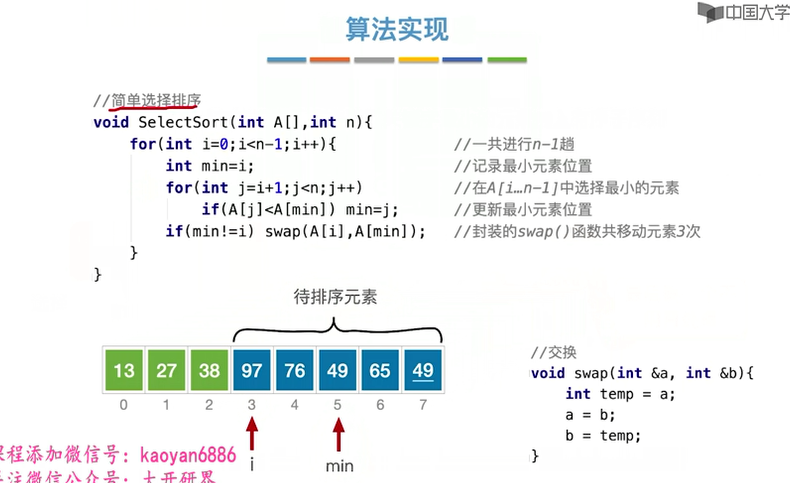 中国大学
算法实现
//简单选择排序
void SelectSort(int A[],int n){
for(int i=0;i<n-1;i++){ //一共进行n-1趟
int min=i; //记录最小元素位置
for(int j=i+1;j<n;j++) //在A[i…n-1]中选择最小的元素
if(A[j]<A[min]) min=j; //更新最小元素位置
if(min!=i) swap(A[i],A[min]); //封装的swap()函数共移动元素3次
}
}
待排序元素
13 27 38 97 76 49 65 49
0 1 2 3 4 5 6 7
i min
//交换
void swap(int &a, int &b){
int temp = a;
a = b;
b = temp;
}
课程添加微信号: kaoyan6886
关注微信公众号: 大开研界